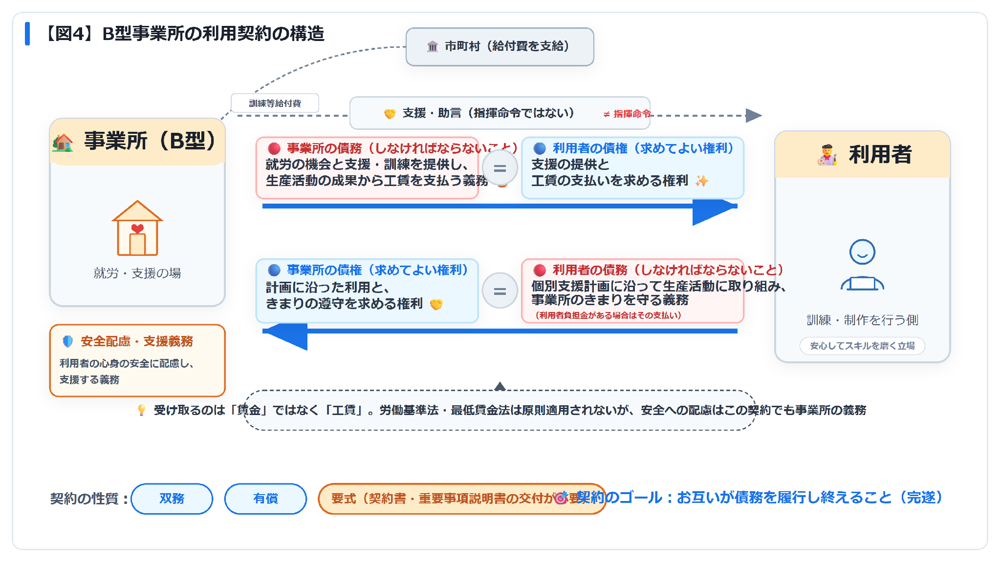 【図4】B型事業所の利用契約の構造
市町村（給付費を支給）
訓練等給付費
支援・助言（指揮命令ではない）
≠ 指揮命令
事業所（B型）
就労・支援の場
事業所の債務（しなければならないこと）
就労の機会と支援・訓練を提供し、
生産活動の成果から工賃を支払う義務
=
利用者の債権（求めてよい権利）
支援の提供と
工賃の支払いを求める権利
利用者
訓練・制作を行う側
安心してスキルを磨く立場
事業所の債権（求めてよい権利）
計画に沿った利用と、
きまりの遵守を求める権利
=
利用者の債務（しなければならないこと）
個別支援計画に沿って生産活動に取り組み、
事業所のきまりを守る義務
（利用者負担金がある場合はその支払い）
安全配慮・支援義務
利用者の心身の安全に配慮し、
支援する義務
受け取るのは「賃金」ではなく「工賃」。労働基準法・最低賃金法は原則適用されないが、安全への配慮はこの契約でも事業所の義務
契約の性質：
双務
有償
要式（契約書・重要事項説明書の交付が必要）
契約のゴール：お互いが債務を履行し終えること（完遂）